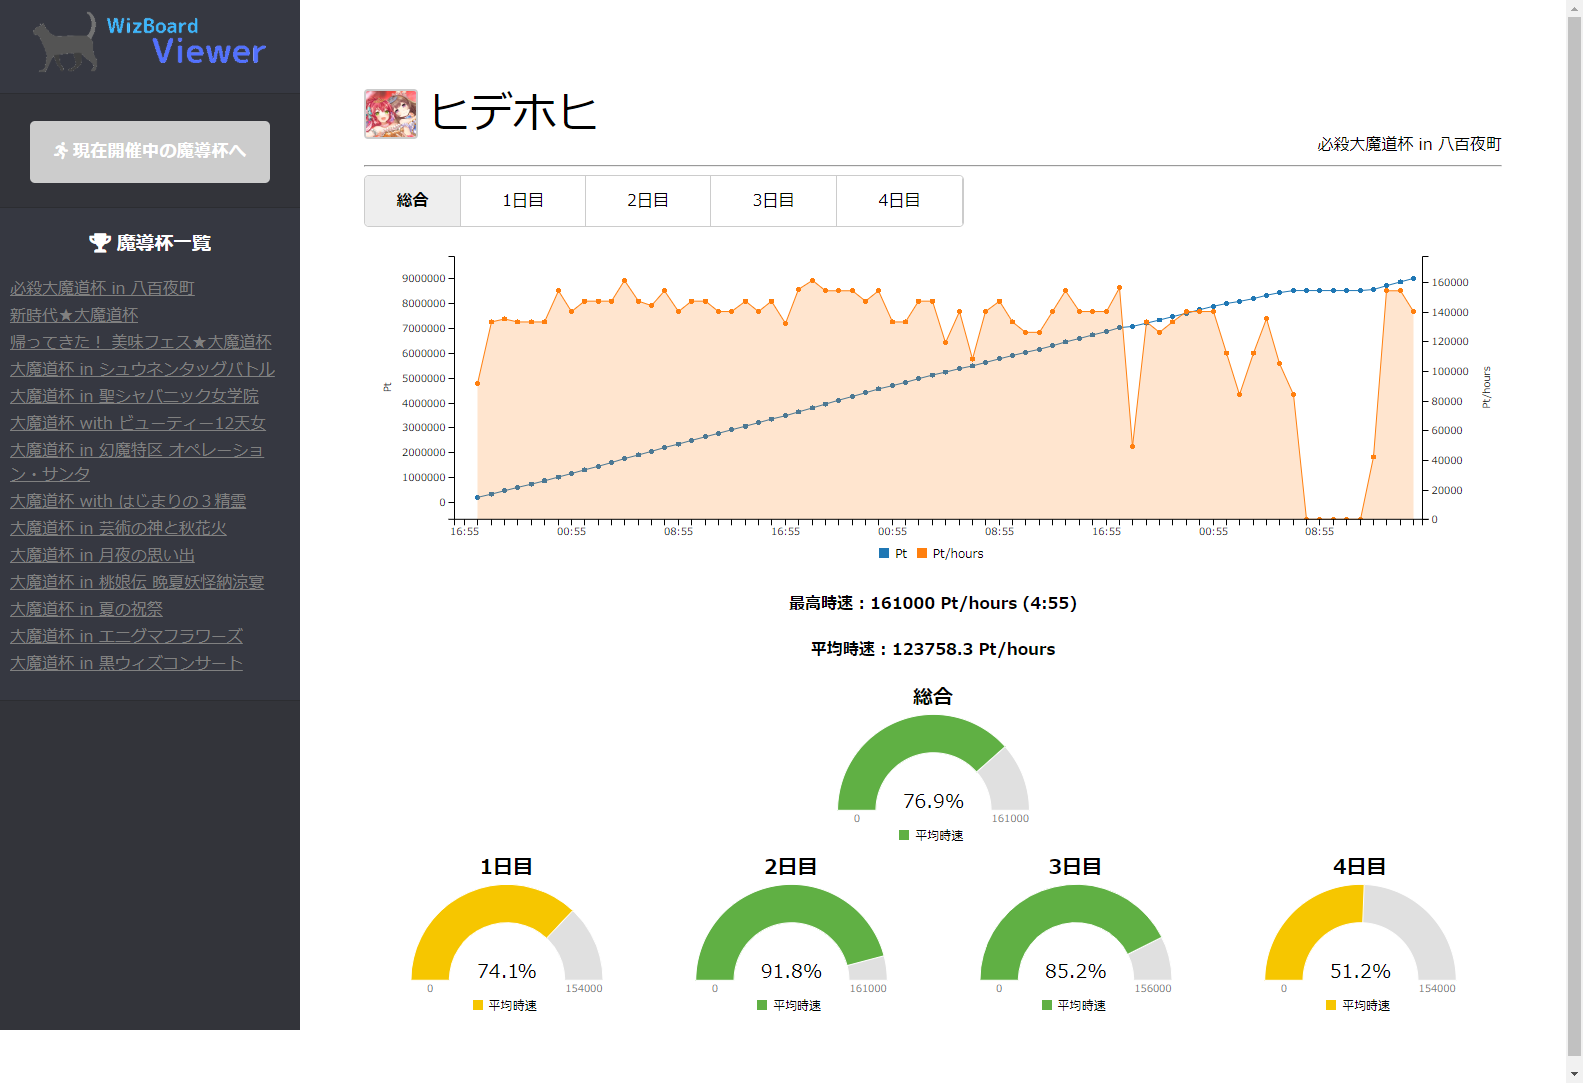 WizBoard
Viewer
現在開催中の魔導杯へ
魔導杯一覧
必殺大魔道杯 in 八百夜町
新時代★大魔道杯
帰ってきた！ 美味フェス★大魔道杯
大魔道杯 in シュウネンタッグバトル
大魔道杯 in 聖シャバニック女学院
大魔道杯 with ビューティー12天女
大魔道杯 in 幻魔特区 オペレーショ
ン・サンタ
大魔道杯 with はじまりの３精霊
大魔道杯 in 芸術の神と秋花火
大魔道杯 in 月夜の思い出
大魔道杯 in 桃娘伝 晩夏妖怪納涼宴
大魔道杯 in 夏の祝祭
大魔道杯 in エニグマフラワーズ
大魔道杯 in 黒ウィズコンサート
ヒデホヒ
必殺大魔道杯 in 八百夜町
総合 1日目 2日目 3日目 4日目
9000000
8000000
7000000
6000000
5000000
4000000
3000000
2000000
1000000
0
Pt
160000
140000
120000
100000
80000
60000
40000
20000
0
Pt/hours
16:55 00:55 08:55 16:55 00:55 08:55 16:55 00:55 08:55
Pt Pt/hours
最高時速：161000 Pt/hours (4:55)
平均時速：123758.3 Pt/hours
総合
76.9%
0 161000
平均時速
1日目 2日目 3日目 4日目
74.1% 91.8% 85.2% 51.2%
0 154000 0 161000 0 156000 0 154000
平均時速 平均時速 平均時速 平均時速